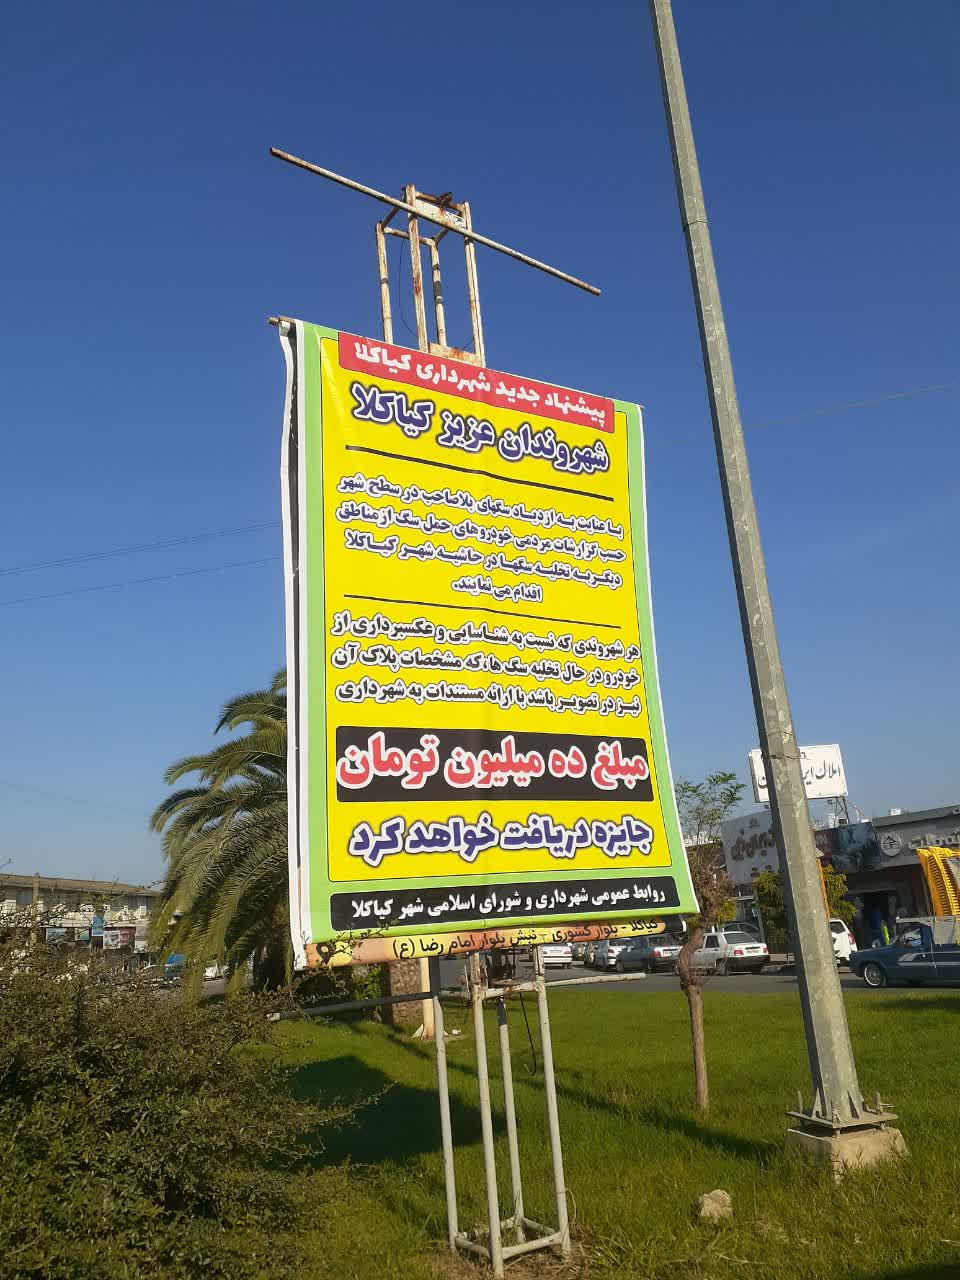 پیشنهاد جدید شهرداری کیاکلا
شهروندان عزیز کیاکلا
با عنایت به ازدیاد سگهای بلاصاحب در سطح شهر
حسب گزارشات مردمی خودروهای حمل سگ از مناطق
دیگر به تخلیه سگها در حاشیه شهر کیاکلا
اقدام می نمایند.
هر شهروندی که نسبت به شناسایی و عکسبرداری از
خودرو در حال تخلیه سگ ها، که مشخصات پلاک آن
نیز در تصویر باشد با ارائه مستندات به شهرداری
مبلغ ده میلیون تومان
جایزه دریافت خواهد کرد
روابط عمومی شهرداری و شورای اسلامی شهر کیاکلا
کیاکلا - بلوار کشوری - نبش بلوار امام رضا (ع)
املاک